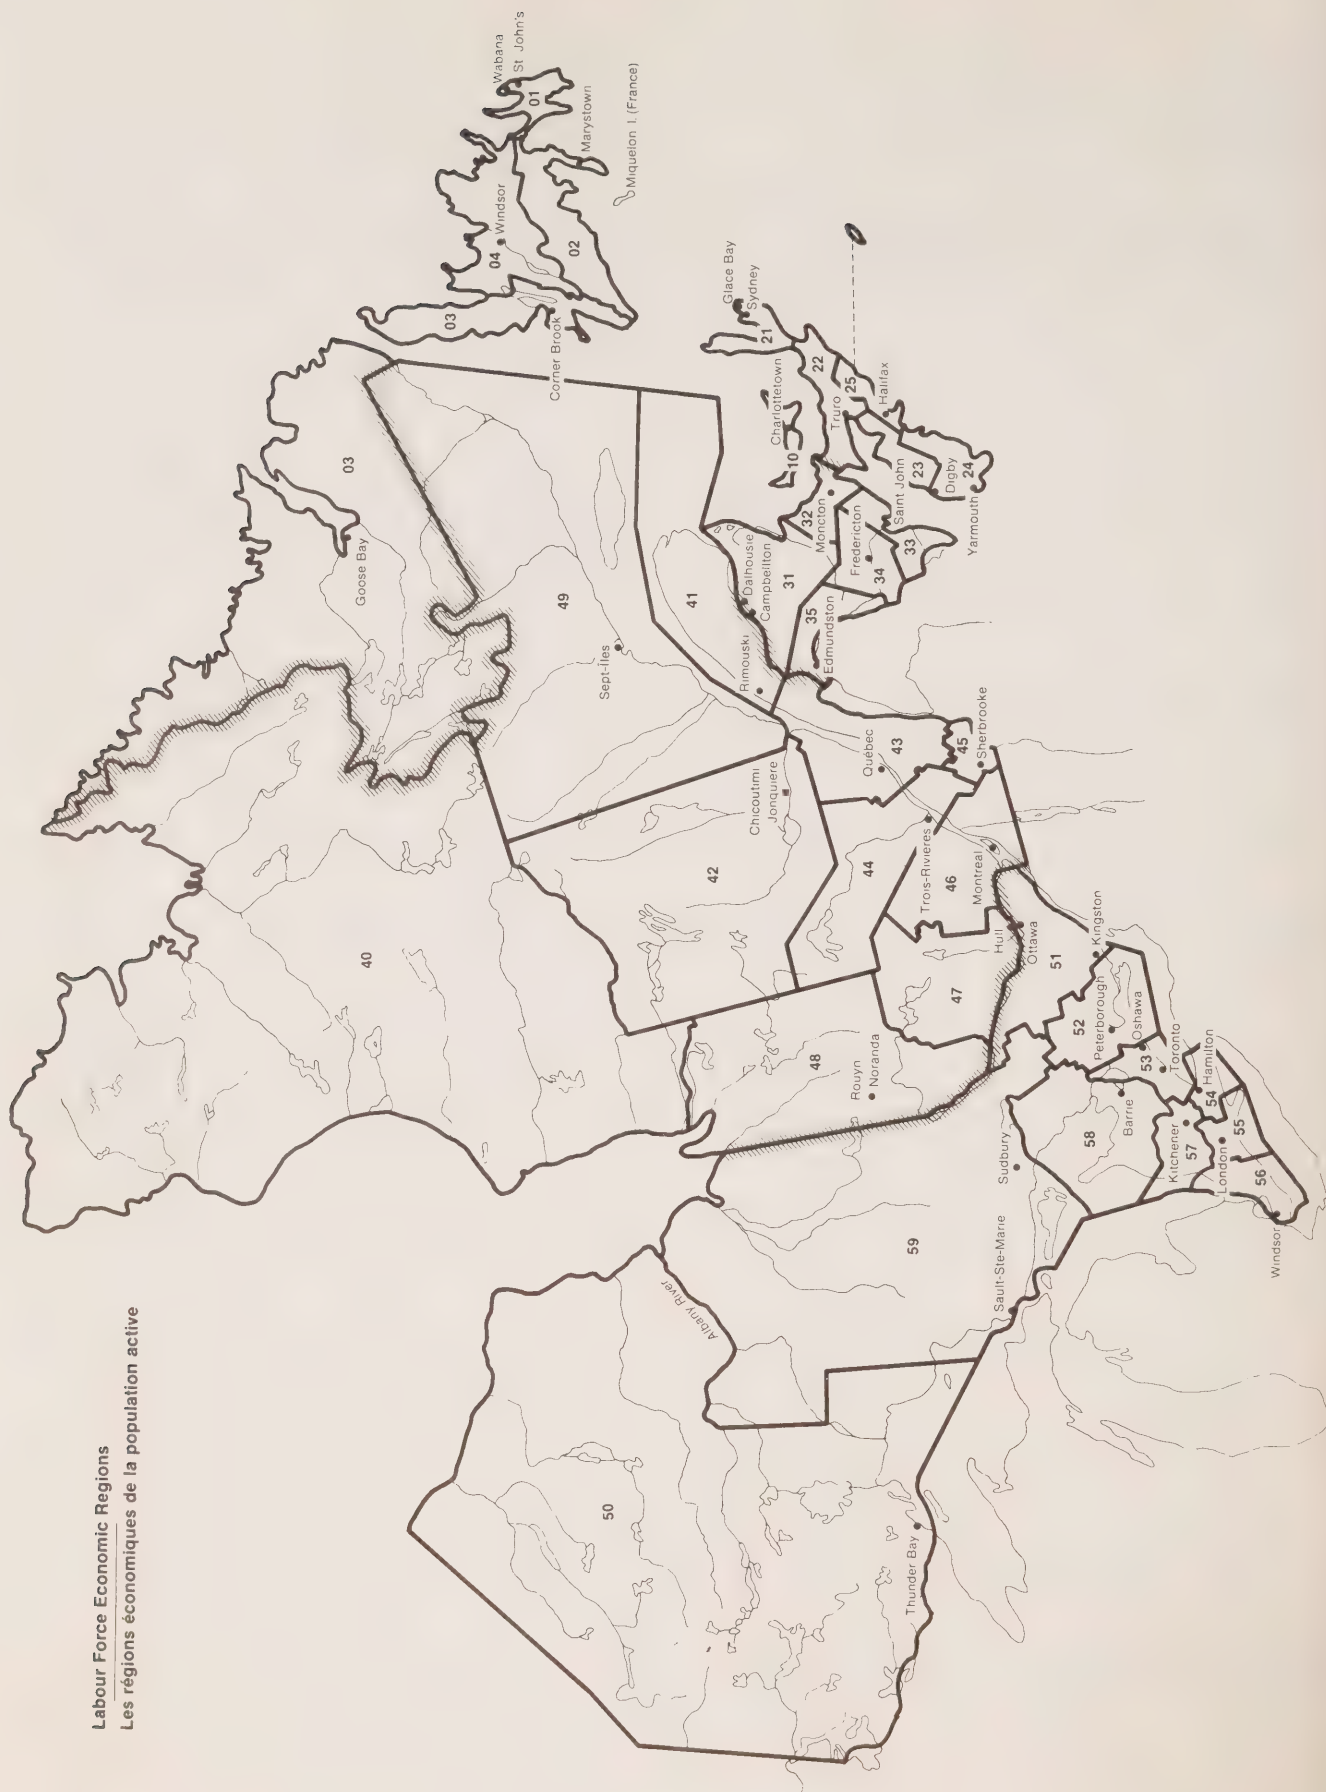 Labour Force Economic Regions
Les régions économiques de la population active
Wabana
St John's
01
Marystown
Miquelon I. (France)
04
Windsor
02
03
Corner Brook
03
Goose Bay
Glace Bay
Sydney
21
22
25
Charlottetown
10
Truro
Halifax
23
Digby
24
Yarmouth
Saint John
32
Moncton
Fredericton
33
34
31
35
Edmundston
Dalhousie
Campbellton
41
Rimouski
49
Sept-Îles
40
42
Chicoutimi
Jonquière
Québec
43
45
Sherbrooke
44
Trois-Rivières
46
Montreal
47
Hull
Ottawa
48
Rouyn
Noranda
51
Kingston
52
Peterborough
Oshawa
53
Toronto
54
Hamilton
Barrie
58
Kitchener
57
55
London
56
Windsor
Sudbury
59
Sault-Ste-Marie
Albany River
50
Thunder Bay